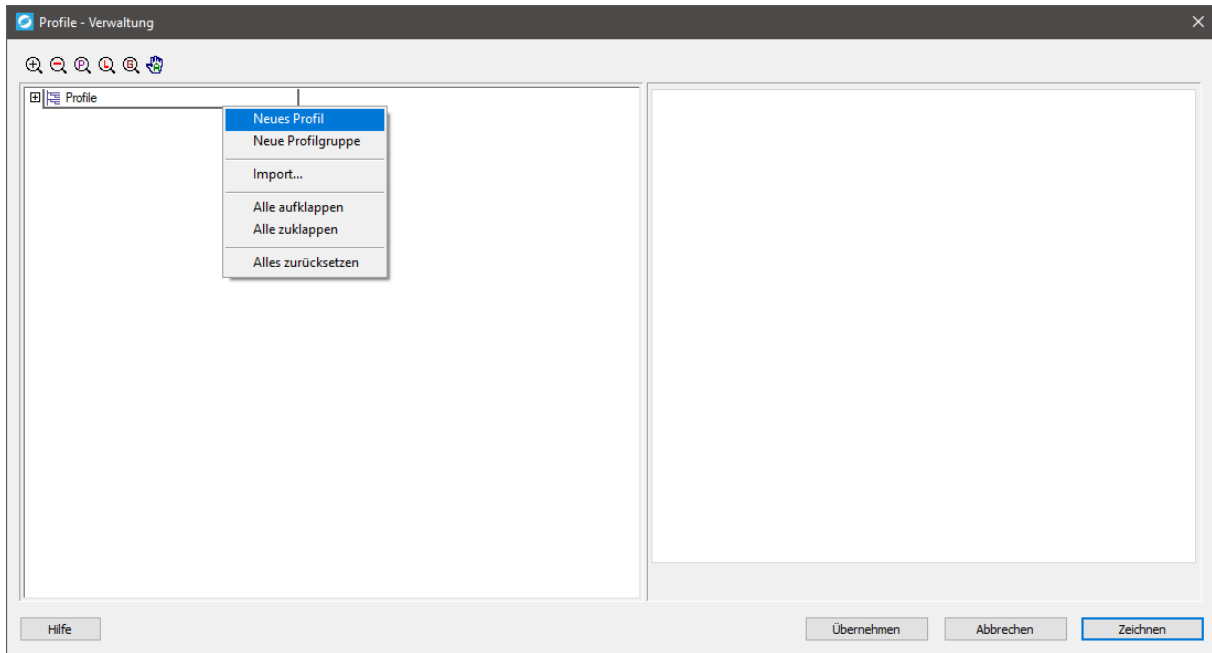 Profile - Verwaltung
Profile
Neues Profil
Neue Profilgruppe
Import...
Alle aufklappen
Alle zuklappen
Alles zurücksetzen
Hilfe
Übernehmen
Abbrechen
Zeichnen